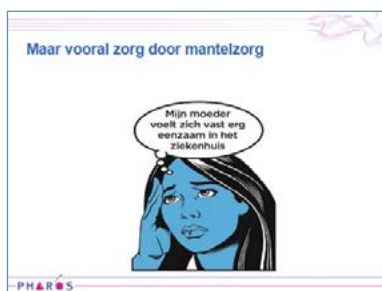 Maar vooral zorg door mantelzorg
Mijn moeder
voelt zich vast erg
eenzaam in het
ziekenhuis
PHAROS